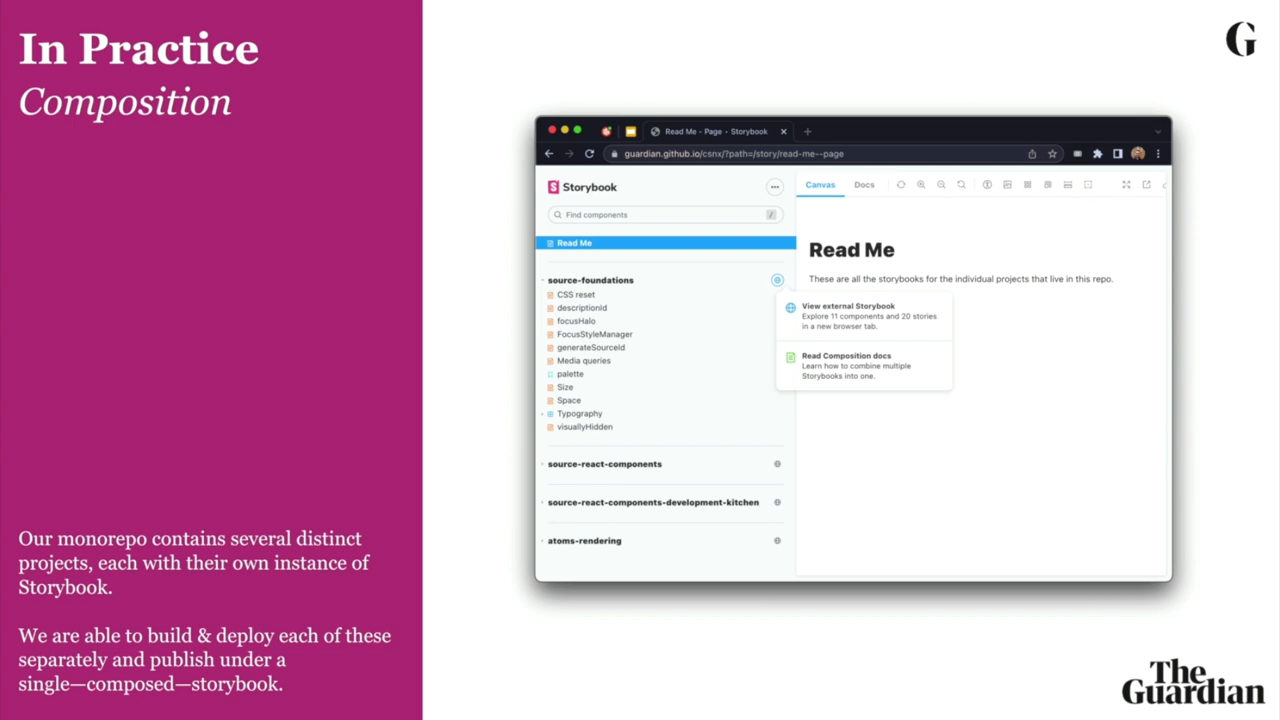 In Practice
Composition
Our monorepo contains several distinct
projects, each with their own instance of
Storybook.
We are able to build & deploy each of these
separately and publish under a
single—composed—storybook.
G
Read Me - Page · Storybook
guardian.github.io/csnx/?path=/story/read-me--page
Storybook
Find components
/
Read Me
source-foundations
CSS reset
descriptionId
focusHalo
FocusStyleManager
generateSourceId
Media queries
palette
Size
Space
Typography
visuallyHidden
source-react-components
source-react-components-development-kitchen
atoms-rendering
Canvas
Docs
Read Me
These are all the storybooks for the individual projects that live in this repo.
View external Storybook
Explore 11 components and 20 stories
in a new browser tab.
Read Composition docs
Learn how to combine multiple
Storybooks into one.
The
Guardian